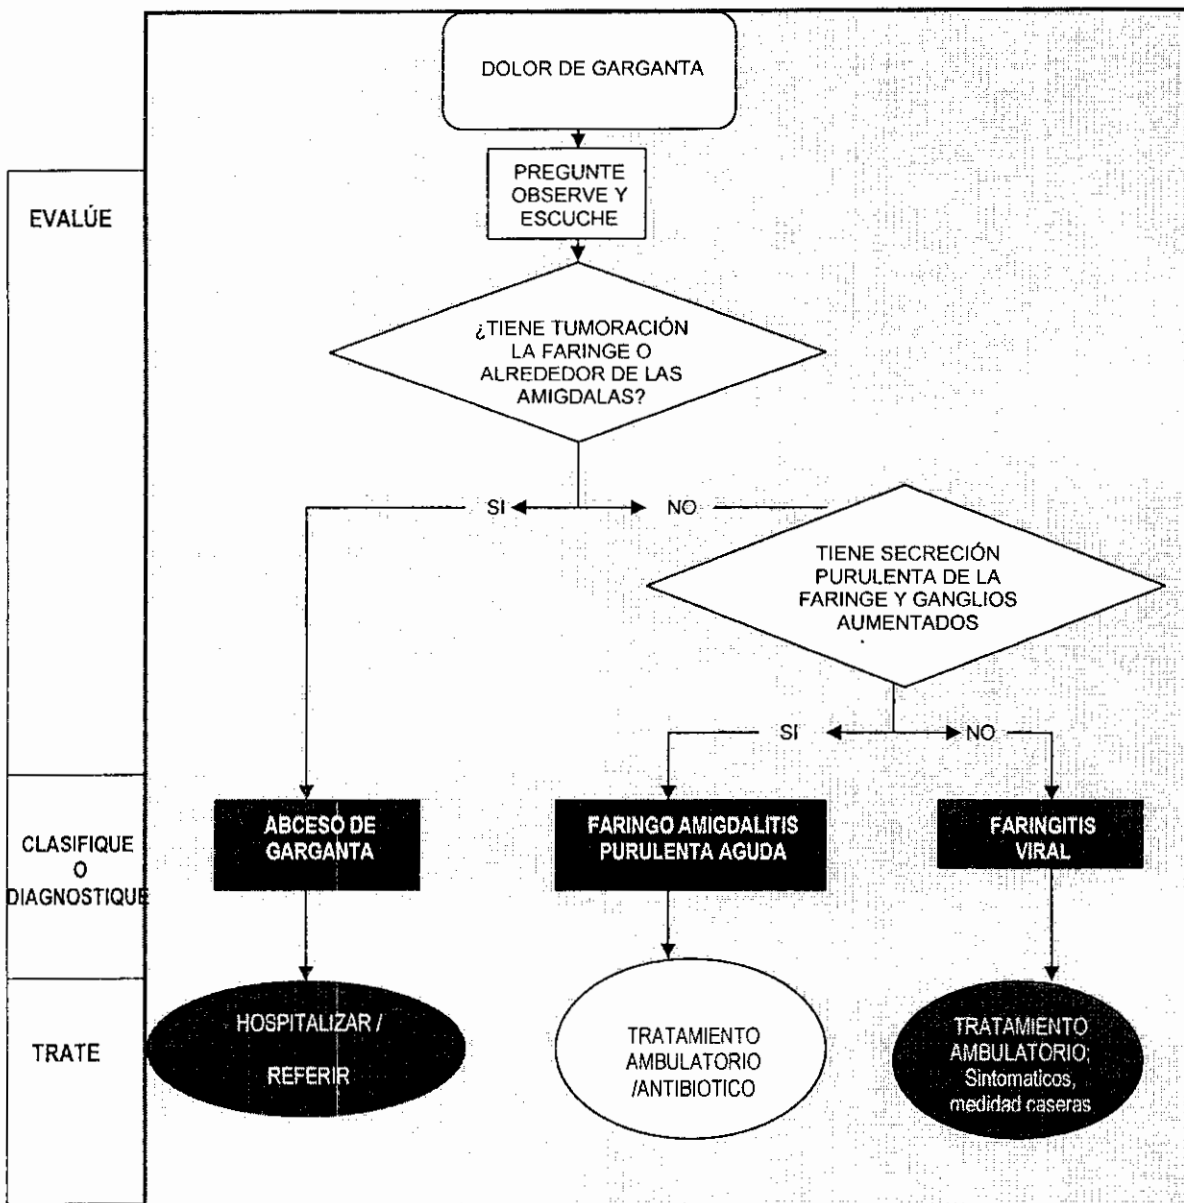 DOLOR DE GARGANTA
PREGUNTE
OBSERVE Y
ESCUCHE
EVALÚE
¿TIENE TUMORACIÓN
LA FARINGE O
ALREDEDOR DE LAS
AMIGDALAS?
SI
NO
TIENE SECRECIÓN
PURULENTA DE LA
FARINGE Y GANGLIOS
AUMENTADOS
SI
NO
CLASIFIQUE
O
DIAGNOSTIQUE
ABCESO DE
GARGANTA
FARINGO AMIGDALITIS
PURULENTA AGUDA
FARINGITIS
VIRAL
TRATE
HOSPITALIZAR /
REFERIR
TRATAMIENTO
AMBULATORIO
/ANTIBIOTICO
TRATAMIENTO
AMBULATORIO;
Sintomaticos,
medidad caseras